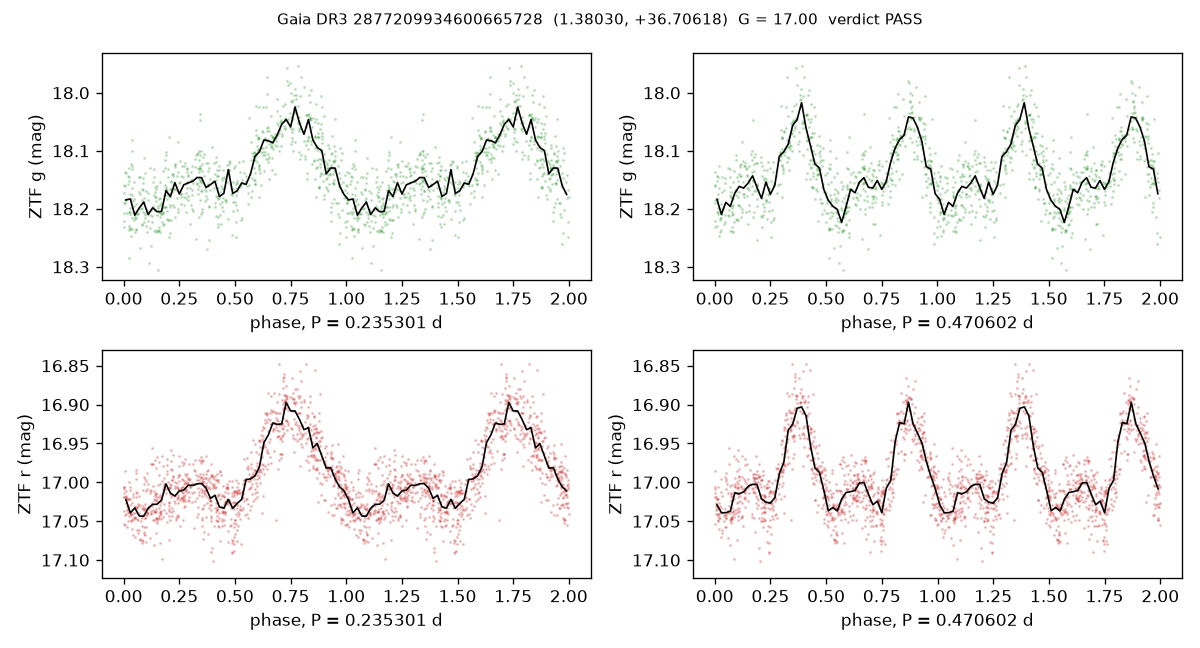 Gaia DR3 2877209934600665728  (1.38030, +36.70618)  G = 17.00  verdict PASS
ZTF g (mag)
18.0
18.1
18.2
18.3
0.00 0.25 0.50 0.75 1.00 1.25 1.50 1.75 2.00
phase, P = 0.235301 d
ZTF g (mag)
18.0
18.1
18.2
18.3
0.00 0.25 0.50 0.75 1.00 1.25 1.50 1.75 2.00
phase, P = 0.470602 d
ZTF r (mag)
16.85
16.90
16.95
17.00
17.05
17.10
0.00 0.25 0.50 0.75 1.00 1.25 1.50 1.75 2.00
phase, P = 0.235301 d
ZTF r (mag)
16.85
16.90
16.95
17.00
17.05
17.10
0.00 0.25 0.50 0.75 1.00 1.25 1.50 1.75 2.00
phase, P = 0.470602 d